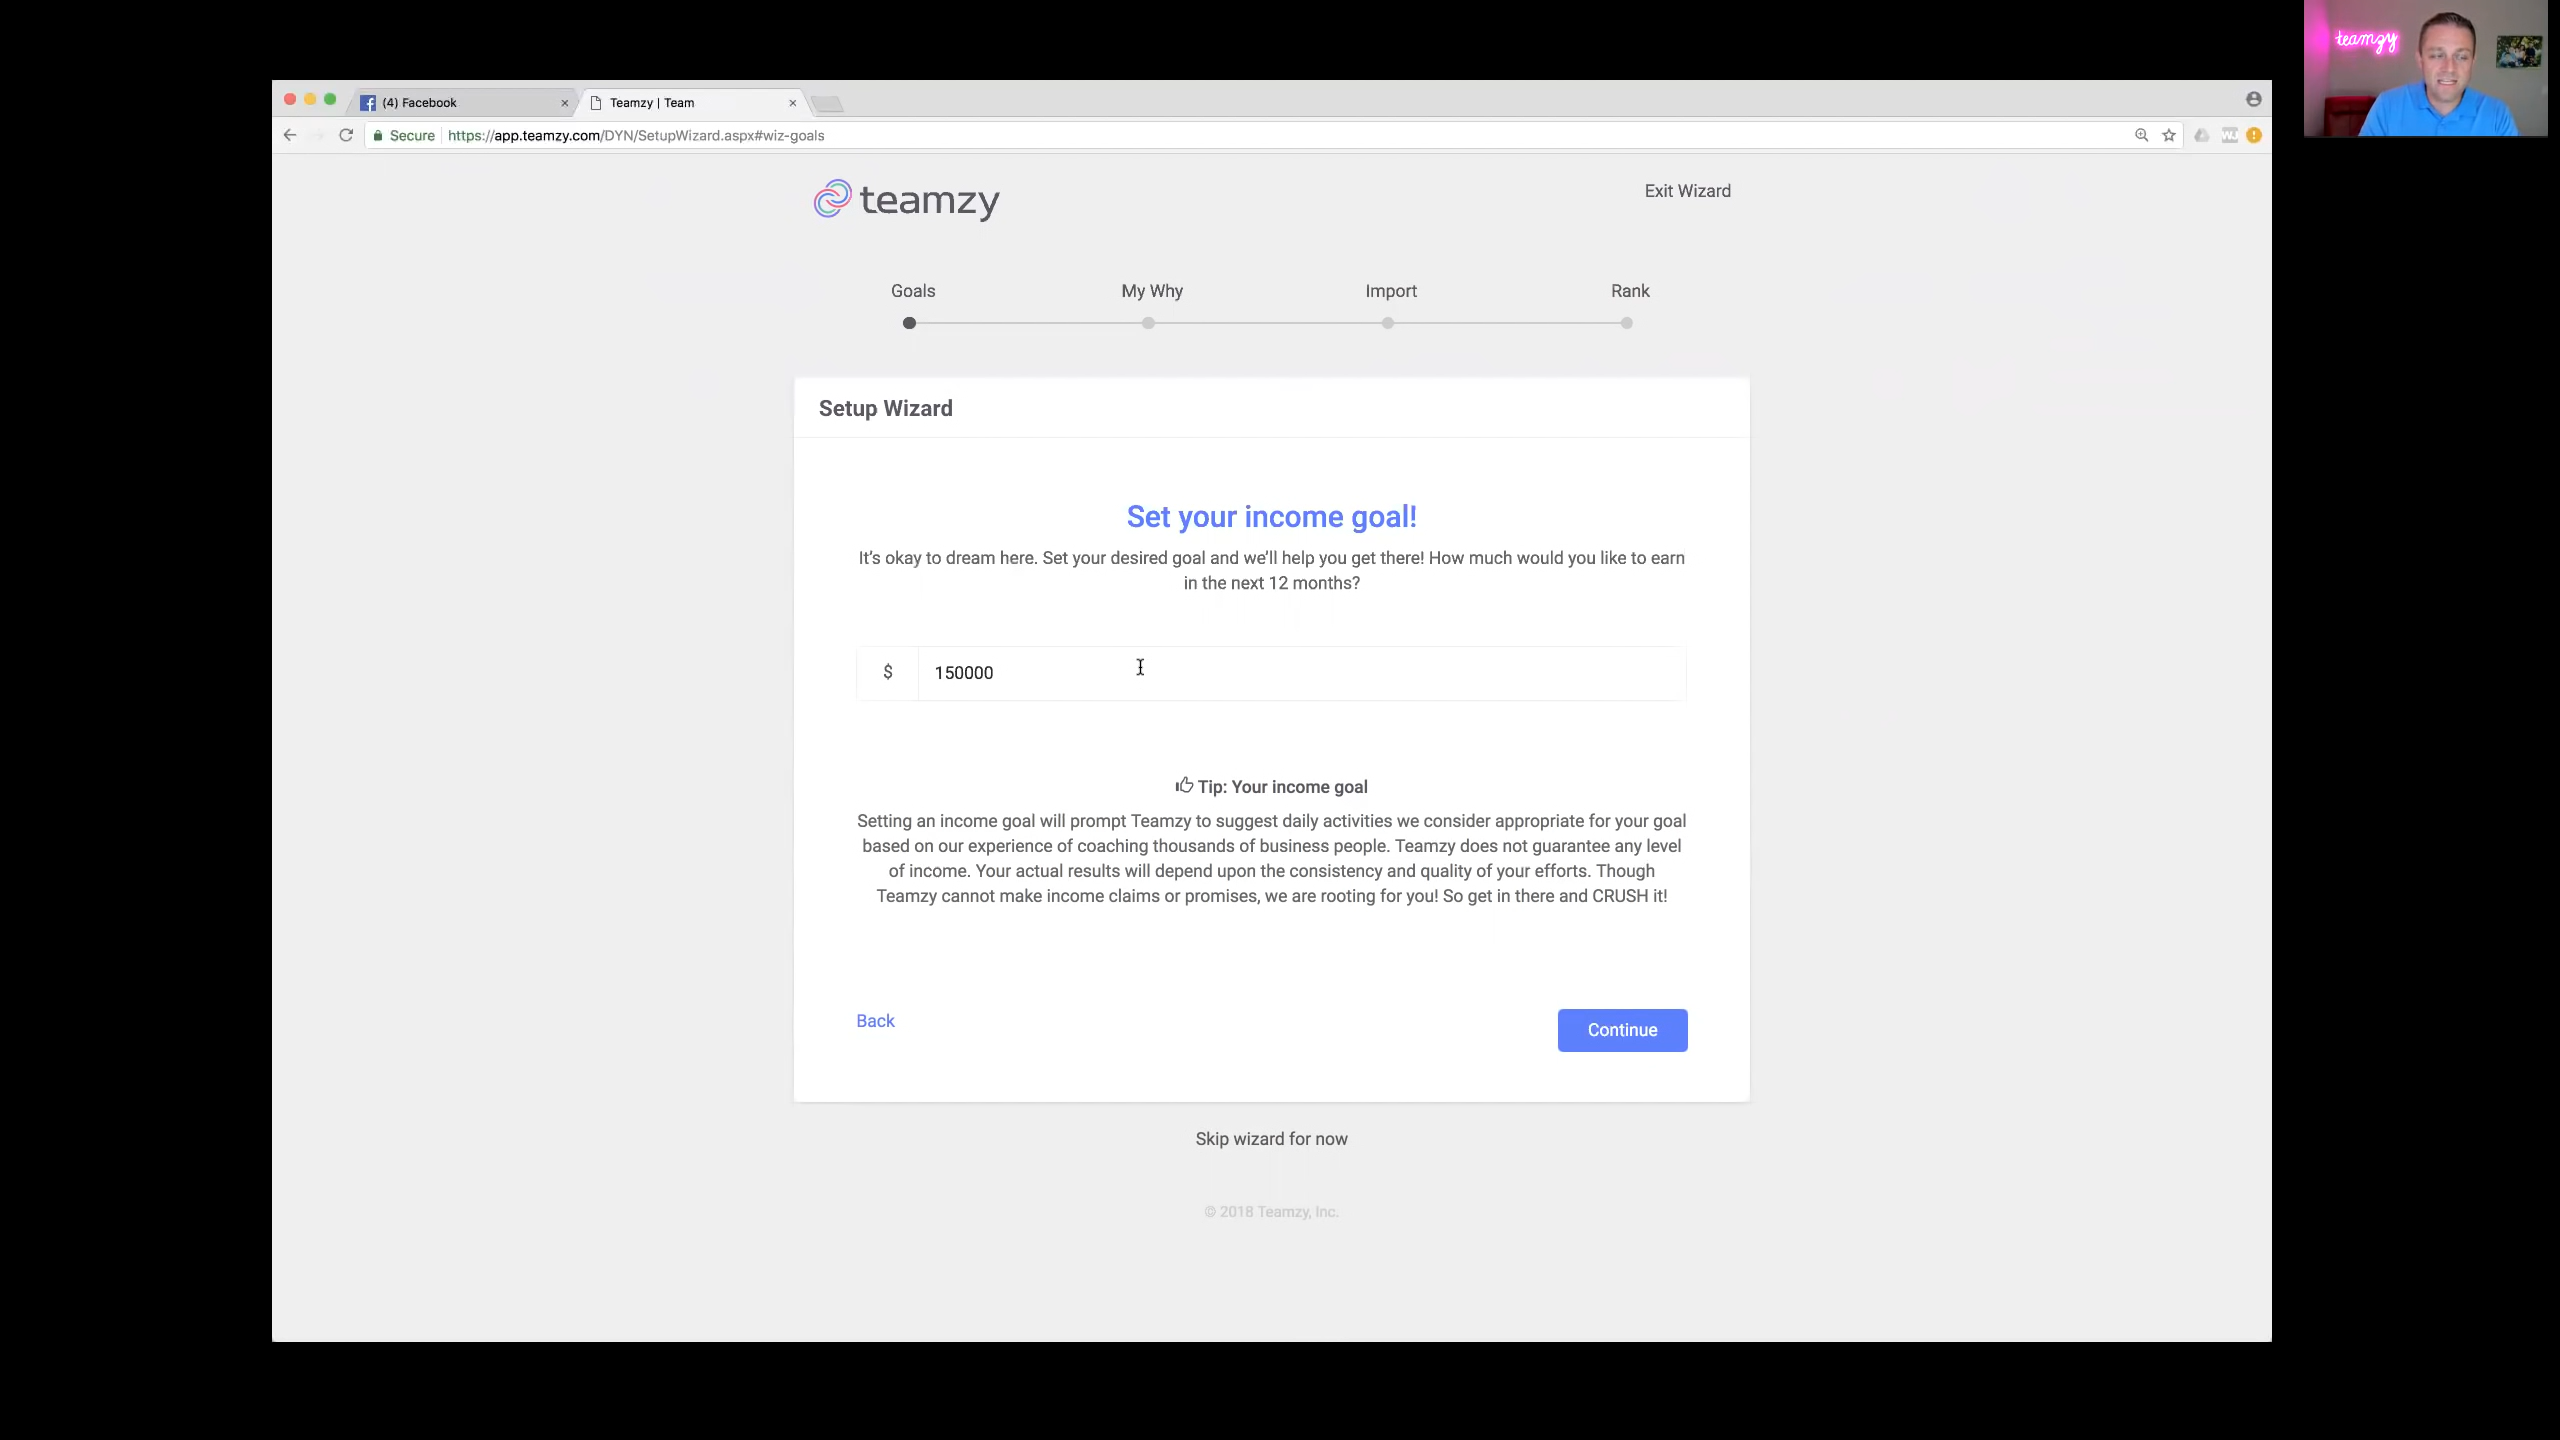 teamzy
(4) Facebook
Teamzy | Team
Secure https://app.teamzy.com/DYN/SetupWizard.aspx#wiz-goals
teamzy
Exit Wizard
Goals My Why Import Rank
Setup Wizard
Set your income goal!
It's okay to dream here. Set your desired goal and we'll help you get there! How much would you like to earn
in the next 12 months?
$ 150000
Tip: Your income goal
Setting an income goal will prompt Teamzy to suggest daily activities we consider appropriate for your goal
based on our experience of coaching thousands of business people. Teamzy does not guarantee any level
of income. Your actual results will depend upon the consistency and quality of your efforts. Though
Teamzy cannot make income claims or promises, we are rooting for you! So get in there and CRUSH it!
Back
Continue
Skip wizard for now
© 2018 Teamzy, Inc.